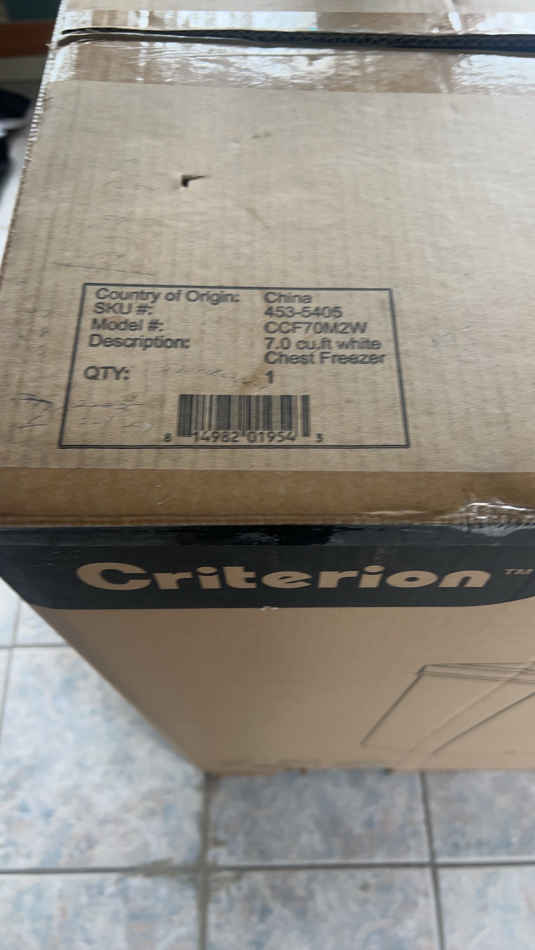 Country of Origin: China
SKU #: 453-5405
Model #: CCF70M2W
Description: 7.0 cu.ft white
Chest Freezer
QTY: 1
8 14982 01954 3
Criterion™